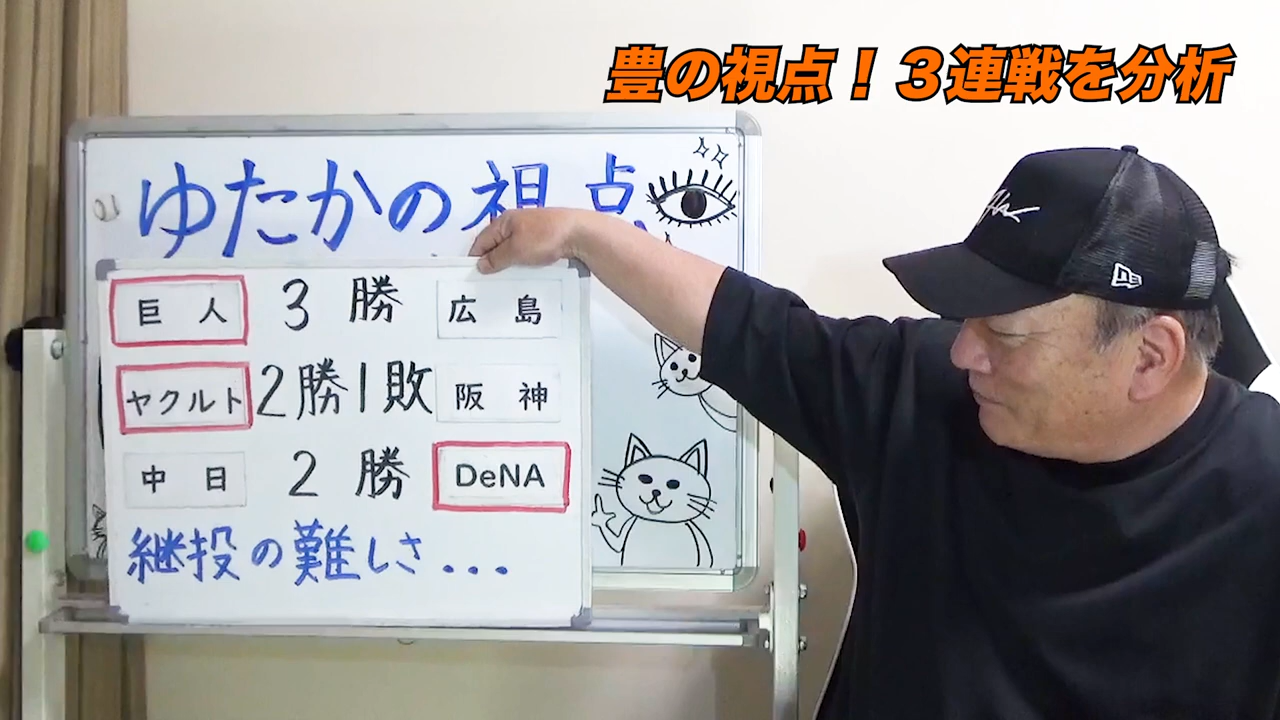 豊の視点！３連戦を分析
ゆたかの視点
巨人 3勝 広島
ヤクルト 2勝1敗 阪神
中日 2勝 DeNA
継投の難しさ...